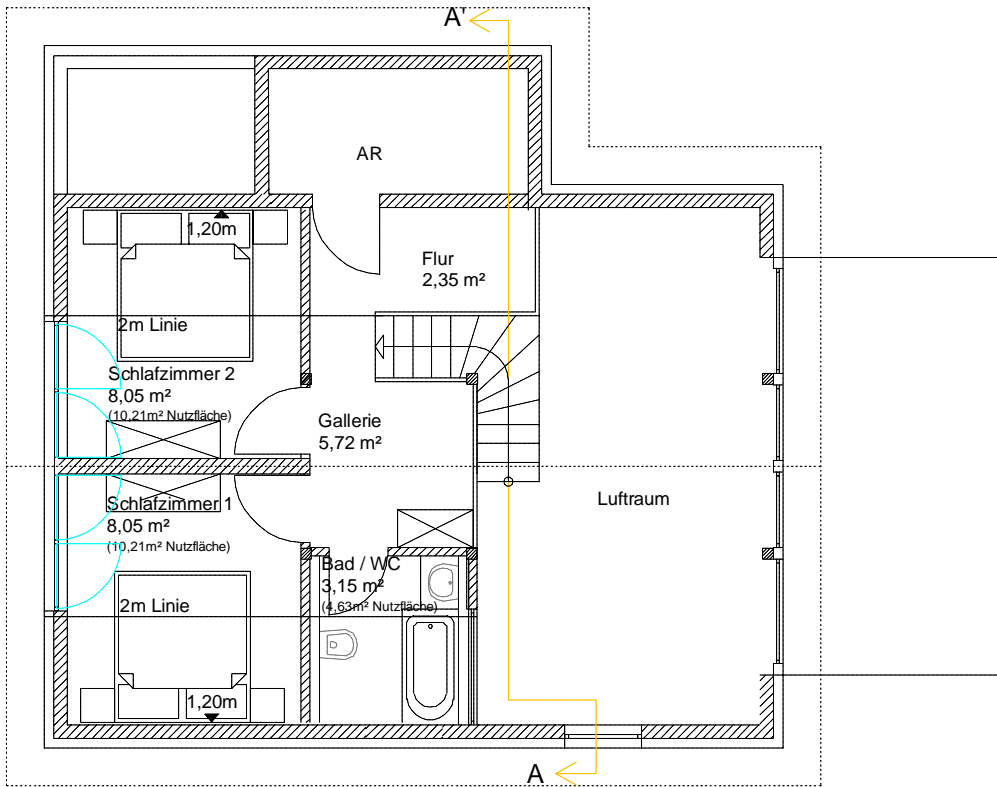 A'
AR
1,20m
Flur
2,35 m²
2m Linie
Schlafzimmer 2
8,05 m²
(10,21m² Nutzfläche)
Gallerie
5,72 m²
Schlafzimmer 1
8,05 m²
(10,21m² Nutzfläche)
Luftraum
Bad / WC
3,15 m²
(4,63m² Nutzfläche)
2m Linie
1,20m
A